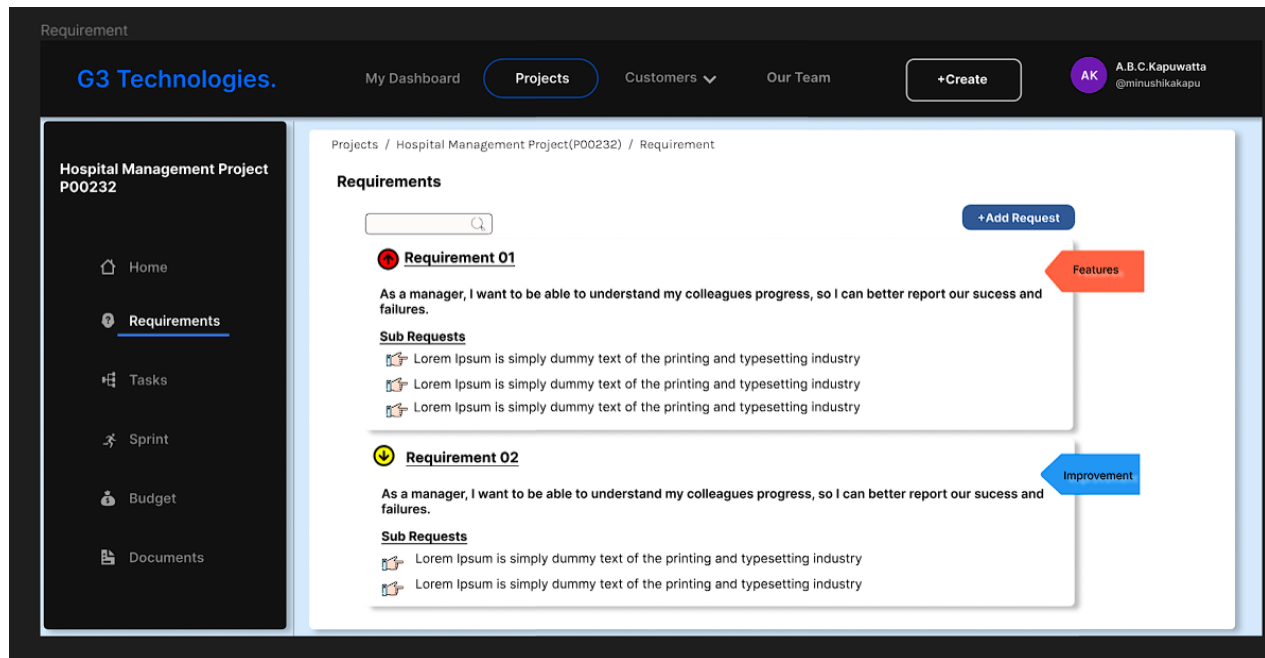 Requirement
G3 Technologies.
My Dashboard
Projects
Customers
Our Team
+Create
AK
A.B.C.Kapuwatta
@minushikakapu
Hospital Management Project
P00232
Home
Requirements
Tasks
Sprint
Budget
Documents
Projects / Hospital Management Project(P00232) / Requirement
Requirements
+Add Request
Requirement 01
Features
As a manager, I want to be able to understand my colleagues progress, so I can better report our sucess and
failures.
Sub Requests
Lorem Ipsum is simply dummy text of the printing and typesetting industry
Lorem Ipsum is simply dummy text of the printing and typesetting industry
Lorem Ipsum is simply dummy text of the printing and typesetting industry
Requirement 02
Improvement
As a manager, I want to be able to understand my colleagues progress, so I can better report our sucess and
failures.
Sub Requests
Lorem Ipsum is simply dummy text of the printing and typesetting industry
Lorem Ipsum is simply dummy text of the printing and typesetting industry